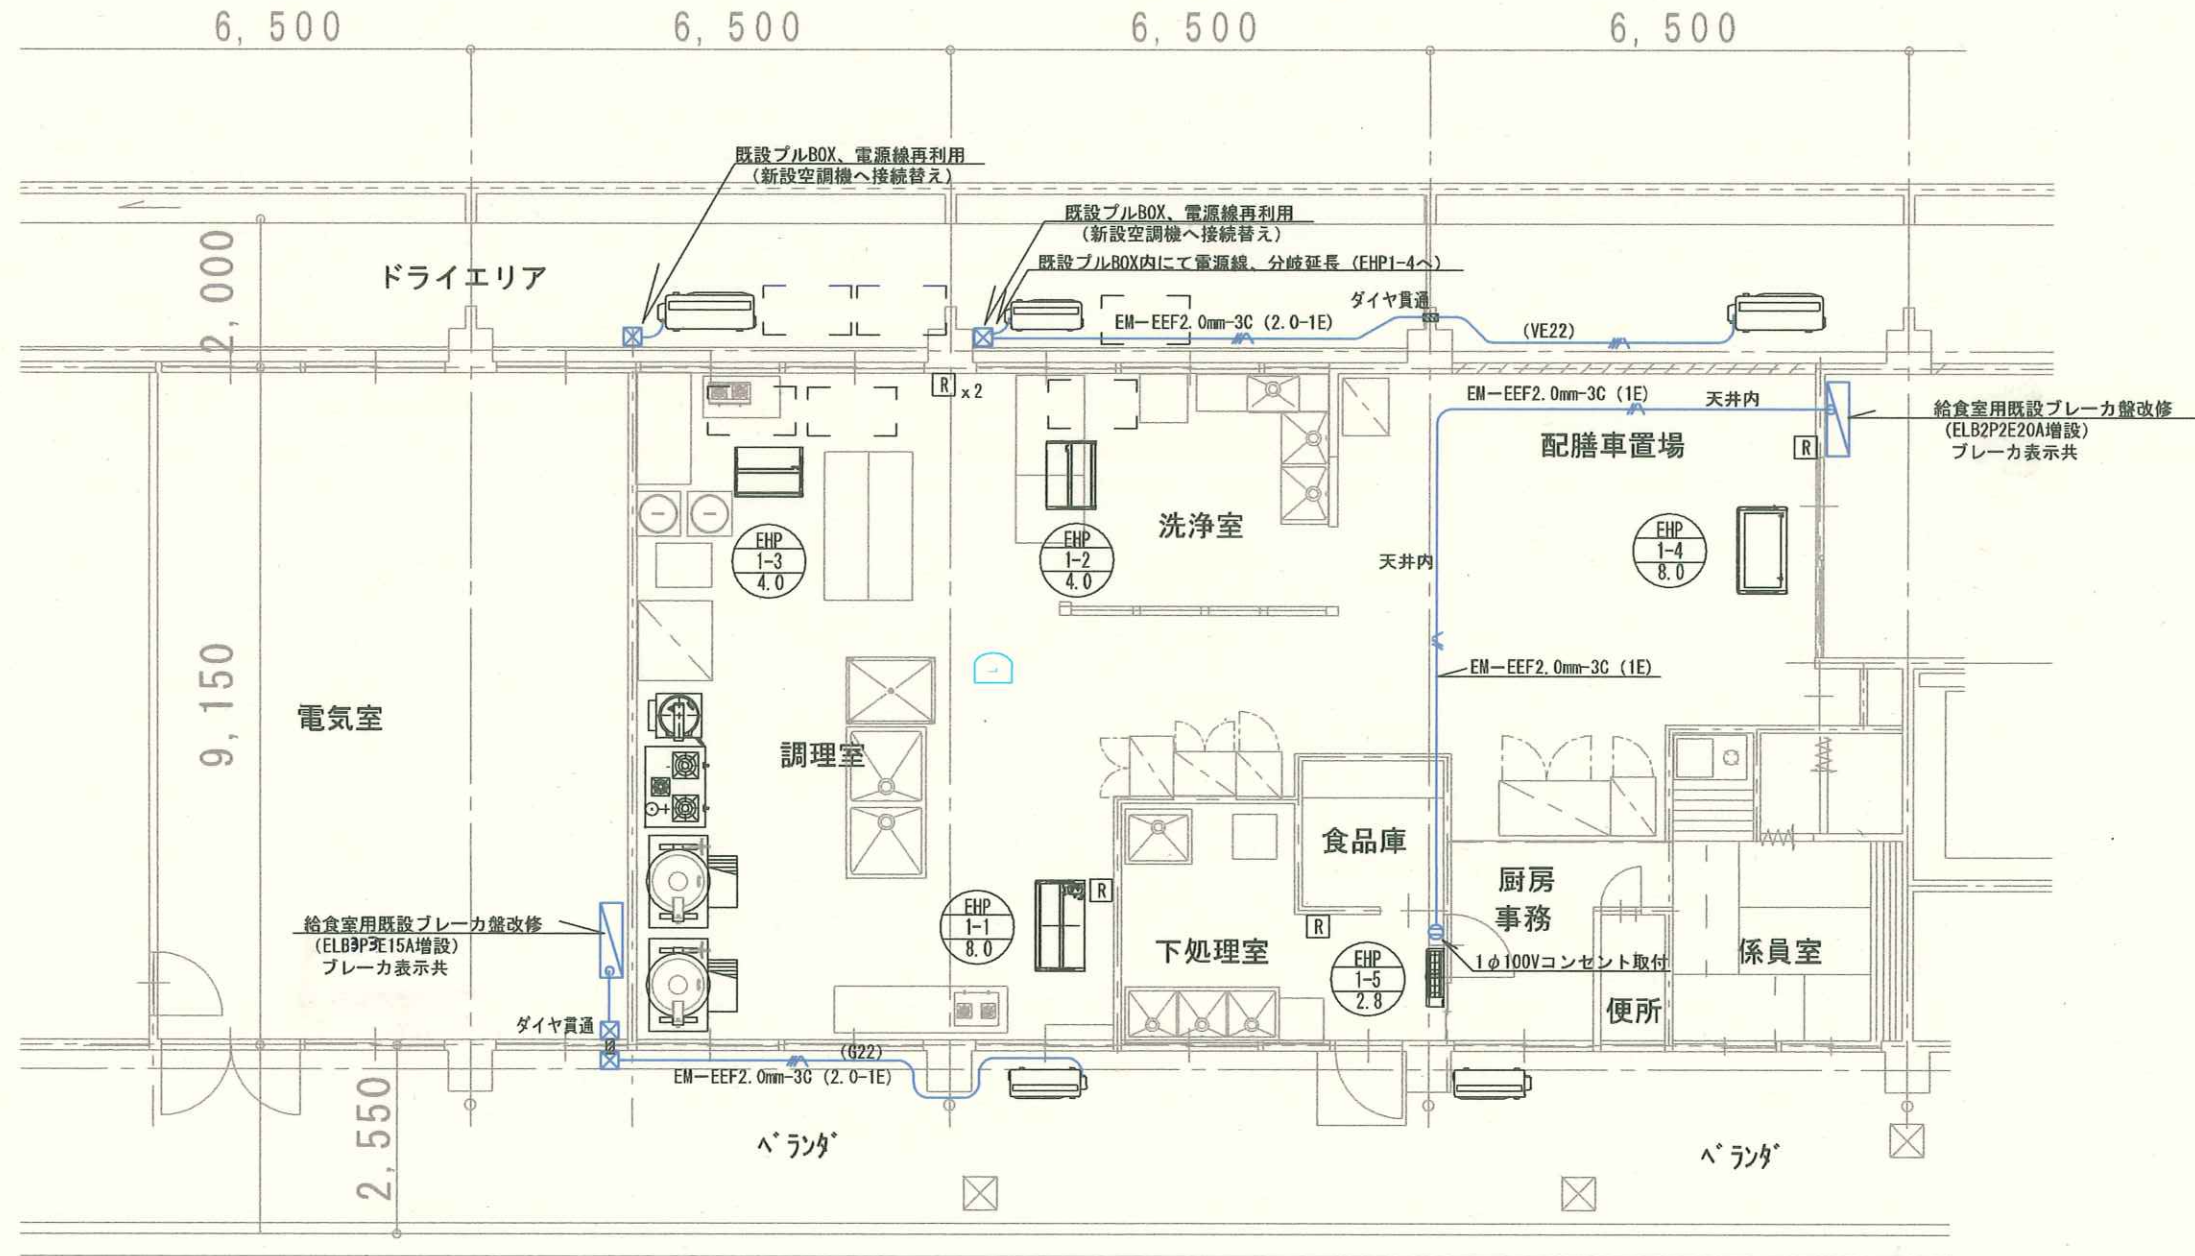 6,500
6,500
6,500
6,500
既設プルBOX、電源線再利用
(新設空調機へ接続替え)
既設プルBOX、電源線再利用
(新設空調機へ接続替え)
既設プルBOX内にて電源線、分岐延長 (EHP1-4へ)
2,000
ドライエリア
ダイヤ貫通
EM-EEF2.0mm-3C (2.0-1E)
(VE22)
R x2
EM-EEF2.0mm-3C (1E)
天井内
給食室用既設ブレーカ盤改修
(ELB2P2E20A増設)
ブレーカ表示共
配膳車置場
R
洗浄室
EHP
1-3
4.0
EHP
1-2
4.0
天井内
EHP
1-4
8.0
9,150
EM-EEF2.0mm-3C (1E)
電気室
調理室
食品庫
厨房
事務
R
EHP
1-1
8.0
R
給食室用既設ブレーカ盤改修
(ELB3P3E15A増設)
ブレーカ表示共
下処理室
EHP
1-5
2.8
1φ100Vコンセント取付
係員室
便所
ダイヤ貫通
(G22)
EM-EEF2.0mm-3C (2.0-1E)
2,550
ベランダ
ベランダ